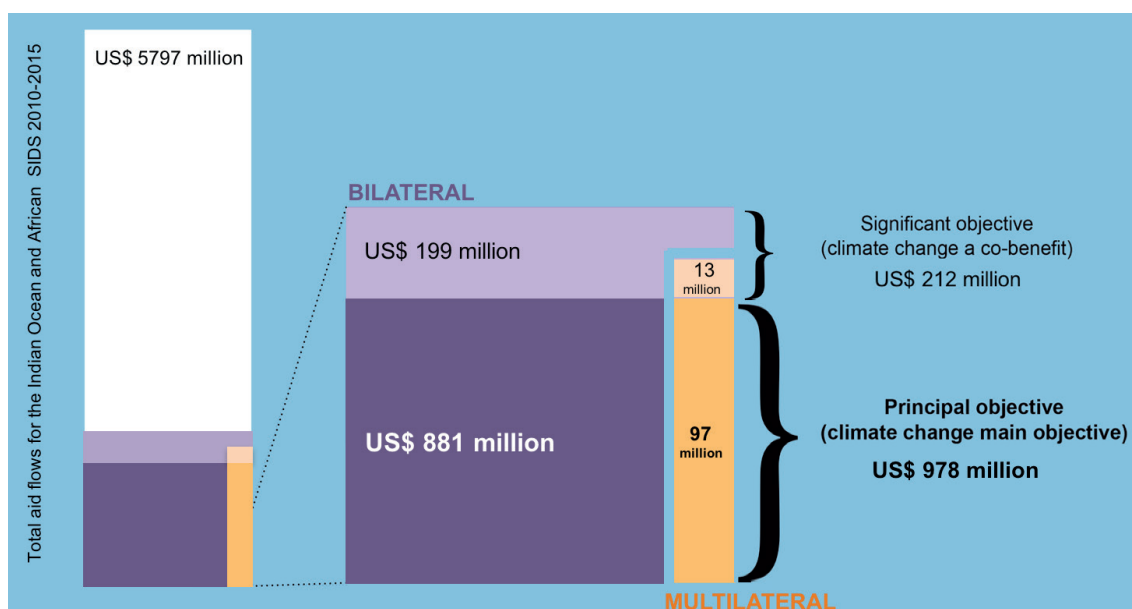 Total aid flows for the Indian Ocean and African SIDS 2010-2015
US$ 5797 million
BILATERAL
US$ 199 million
13
million
US$ 881 million
97
million
MULTILATERAL
Significant objective
(climate change a co-benefit)
US$ 212 million
Principal objective
(climate change main objective)
US$ 978 million